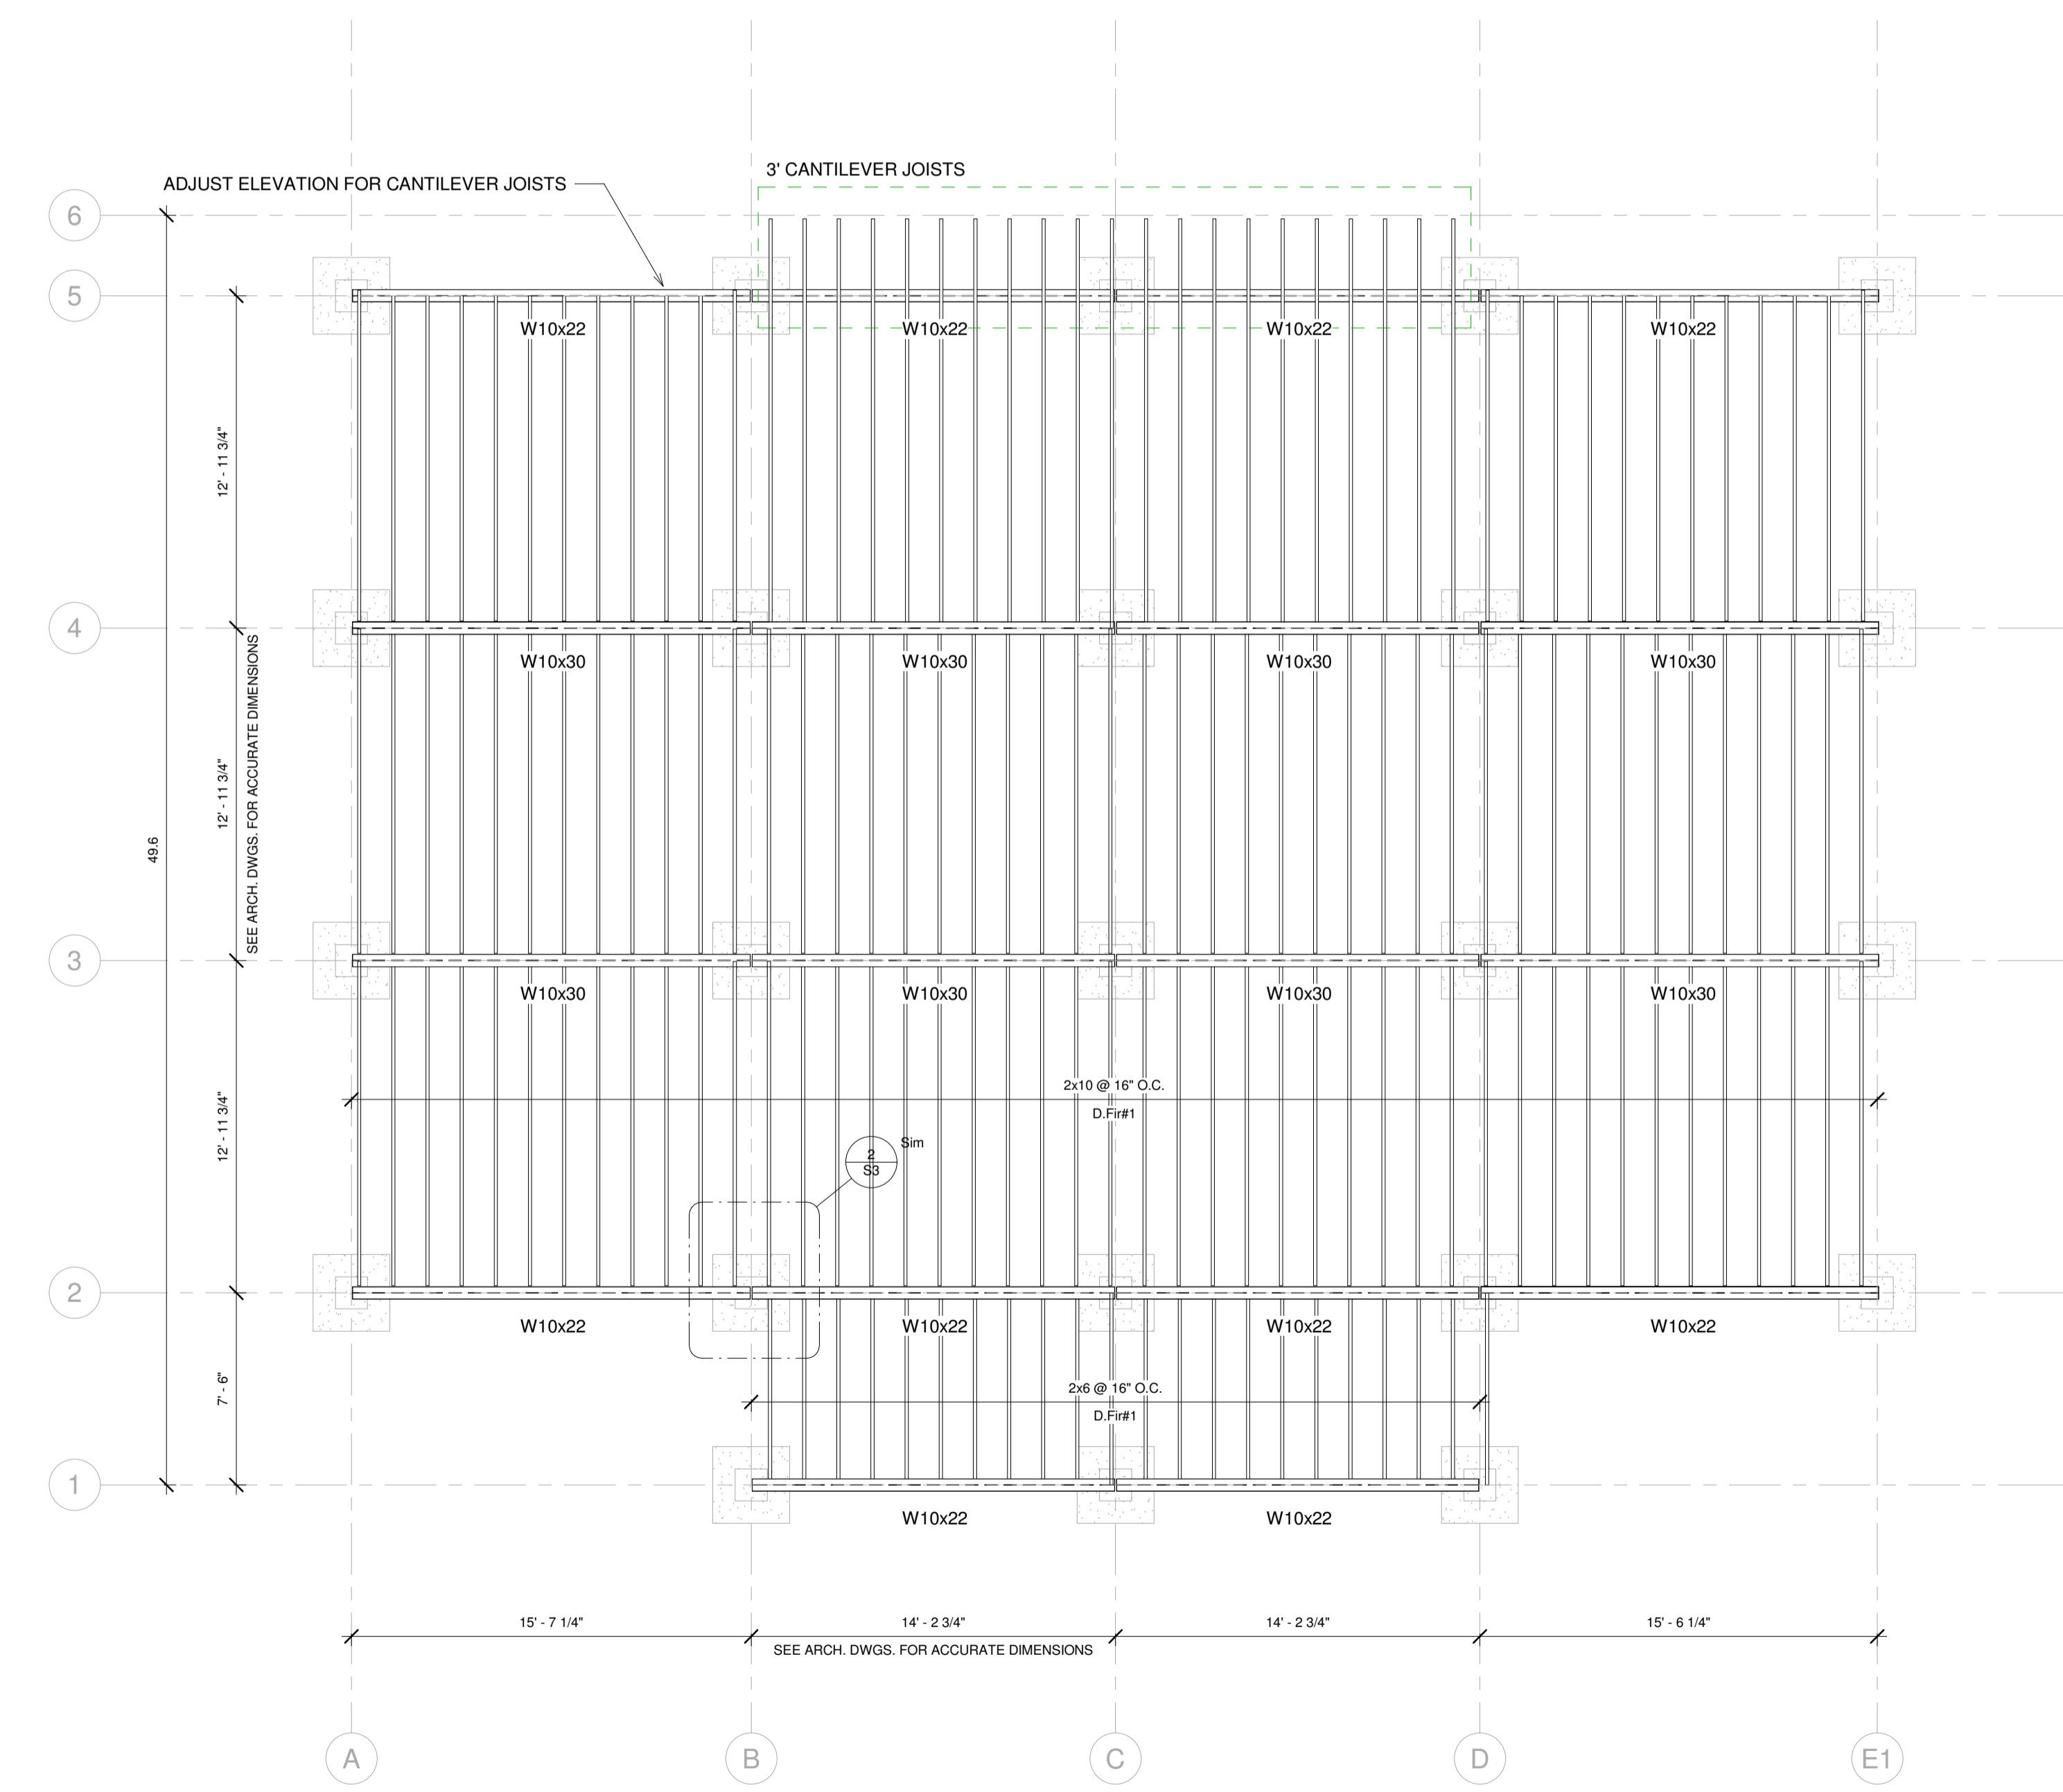 3' CANTILEVER JOISTS
ADJUST ELEVATION FOR CANTILEVER JOISTS
6
5
W10x22
W10x22
W10x22
W10x22
12' - 11 3/4"
4
W10x30
W10x30
W10x30
W10x30
SEE ARCH. DWGS. FOR ACCURATE DIMENSIONS
12' - 11 3/4"
49.6
3
W10x30
W10x30
W10x30
W10x30
2x10 @ 16" O.C.
D.Fir#1
12' - 11 3/4"
Sim
2
S3
2
W10x22
W10x22
W10x22
W10x22
7' - 6"
2x6 @ 16" O.C.
D.Fir#1
1
W10x22
W10x22
15' - 7 1/4"
14' - 2 3/4"
14' - 2 3/4"
15' - 6 1/4"
SEE ARCH. DWGS. FOR ACCURATE DIMENSIONS
A
B
C
D
E1